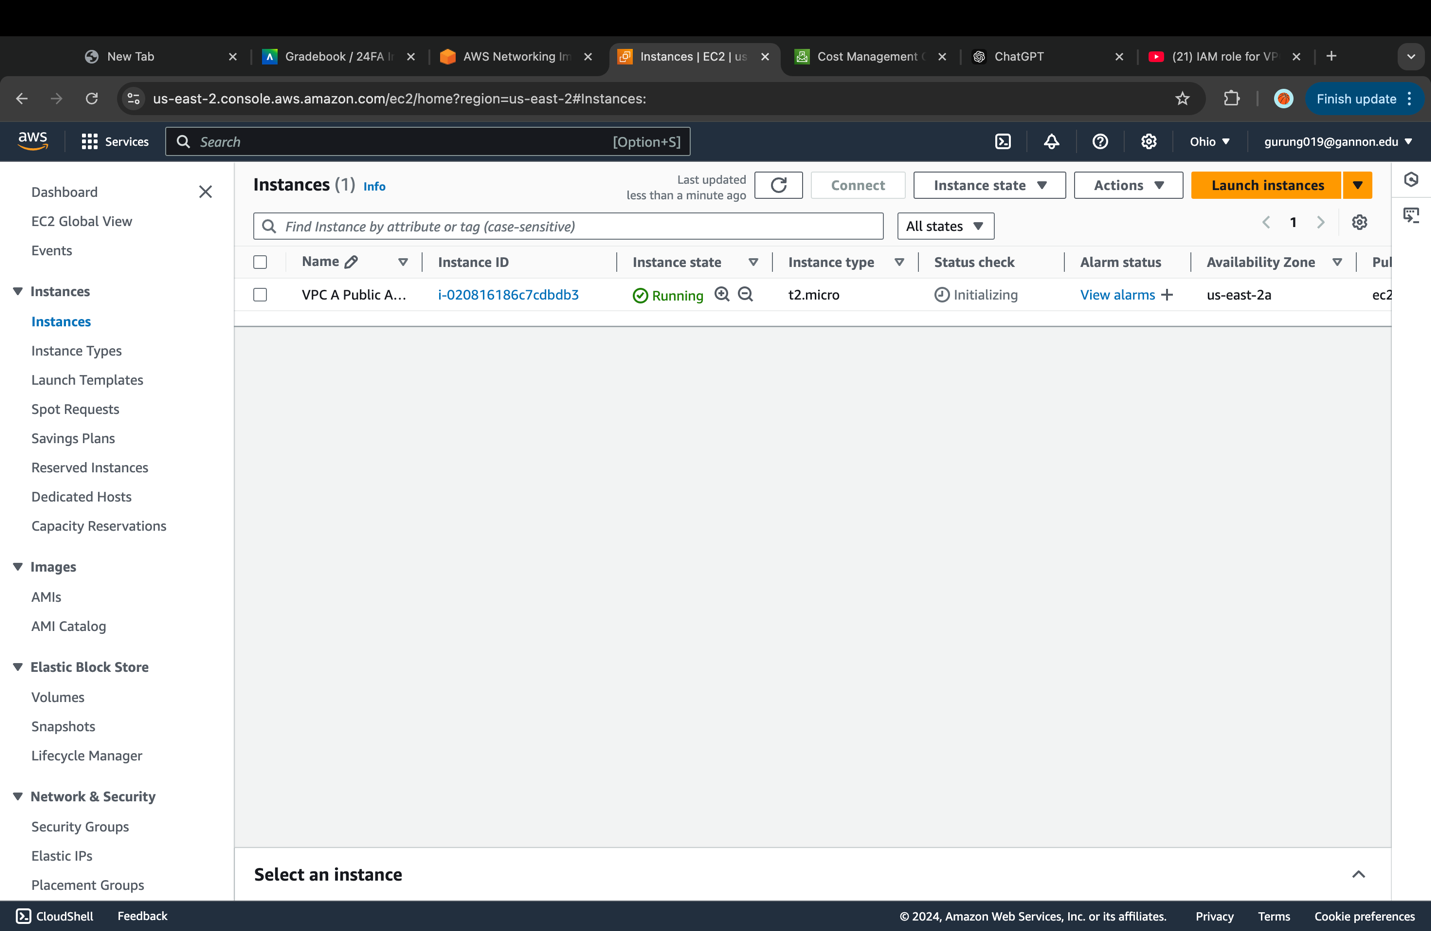 New Tab
Gradebook / 24FA I
AWS Networking Im
Instances | EC2 | us
Cost Management
ChatGPT
(21) IAM role for VP
us-east-2.console.aws.amazon.com/ec2/home?region=us-east-2#Instances:
Finish update
aws
Services
Search
[Option+S]
Ohio
gurung019@gannon.edu
Dashboard
EC2 Global View
Events
Instances
Instances
Instance Types
Launch Templates
Spot Requests
Savings Plans
Reserved Instances
Dedicated Hosts
Capacity Reservations
Images
AMIs
AMI Catalog
Elastic Block Store
Volumes
Snapshots
Lifecycle Manager
Network & Security
Security Groups
Elastic IPs
Placement Groups
Instances (1) Info
Last updated
less than a minute ago
Connect
Instance state
Actions
Launch instances
Find Instance by attribute or tag (case-sensitive)
All states
1
Name Instance ID Instance state Instance type Status check Alarm status Availability Zone Pul
VPC A Public A... i-020816186c7cdbdb3 Running t2.micro Initializing View alarms + us-east-2a ec2
Select an instance
CloudShell Feedback © 2024, Amazon Web Services, Inc. or its affiliates. Privacy Terms Cookie preferences